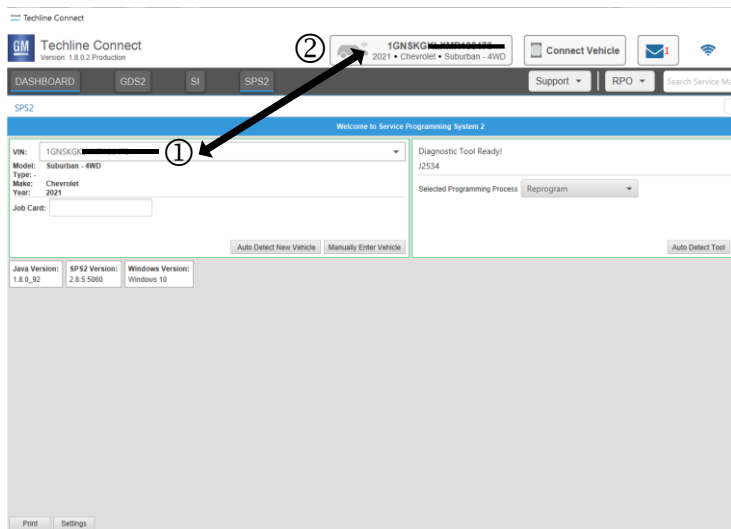 Techline Connect
GM
Techline Connect
Version: 1.8.0.2 Production
②
1GNSKGKLXMR
2021 • Chevrolet • Suburban - 4WD
Connect Vehicle
1
DASHBOARD
GDS2
SI
SPS2
Support
RPO
Search Service Ma
SPS2
Welcome to Service Programming System 2
VIN:
1GNSKGK
①
Model: Suburban - 4WD
Type: -
Make: Chevrolet
Year: 2021
Job Card:
Auto Detect New Vehicle
Manually Enter Vehicle
Diagnostic Tool Ready!
J2534
Selected Programming Process
Reprogram
Auto Detect Tool
Java Version:
1.8.0_92
SPS2 Version:
2.8.5.5060
Windows Version:
Windows 10
Print
Settings